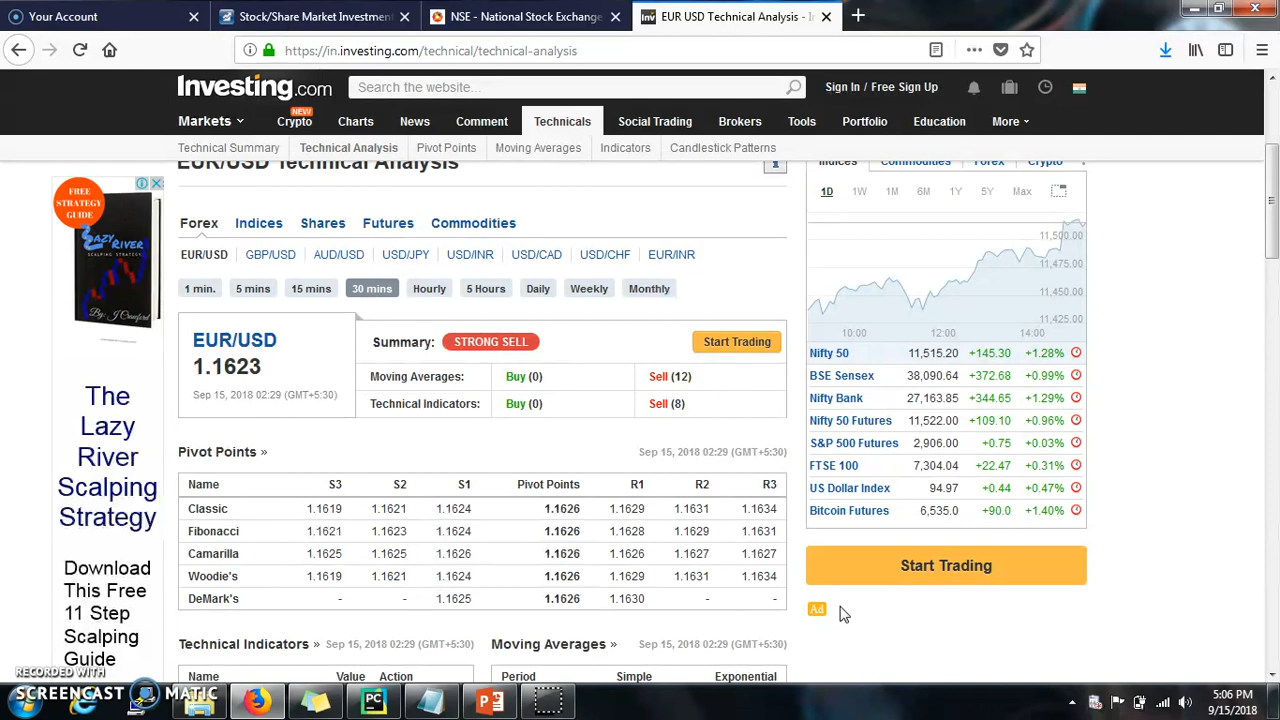 Your Account
Stock/Share Market Investment
NSE - National Stock Exchange
Inv EUR USD Technical Analysis - In
https://in.investing.com/technical/technical-analysis
Investing.com
Search the website...
Sign In / Free Sign Up
NEW
Markets Crypto Charts News Comment Technicals Social Trading Brokers Tools Portfolio Education More
Technical Summary Technical Analysis Pivot Points Moving Averages Indicators Candlestick Patterns
EUR/USD Technical Analysis
Indices Commodities Forex Crypto
1D 1W 1M 6M 1Y 5Y Max
FREE
STRATEGY
GUIDE
LAZY
RIVER
SCALPING
STRATEGY
By: J Crawford
The
Lazy
River
Scalping
Strategy
Download
This Free
11 Step
Scalping
Guide
Forex Indices Shares Futures Commodities
EUR/USD GBP/USD AUD/USD USD/JPY USD/INR USD/CAD USD/CHF EUR/INR
1 min. 5 mins 15 mins 30 mins Hourly 5 Hours Daily Weekly Monthly
EUR/USD
1.1623
Sep 15, 2018 02:29 (GMT+5:30)
Summary: STRONG SELL Start Trading
Moving Averages: Buy (0) Sell (12)
Technical Indicators: Buy (0) Sell (8)
Pivot Points » Sep 15, 2018 02:29 (GMT+5:30)
Name S3 S2 S1 Pivot Points R1 R2 R3
Classic 1.1619 1.1621 1.1624 1.1626 1.1629 1.1631 1.1634
Fibonacci 1.1621 1.1623 1.1624 1.1626 1.1628 1.1629 1.1631
Camarilla 1.1625 1.1625 1.1626 1.1626 1.1626 1.1627 1.1627
Woodie's 1.1619 1.1621 1.1624 1.1626 1.1629 1.1631 1.1634
DeMark's - - 1.1625 1.1626 1.1630 - -
Technical Indicators » Sep 15, 2018 02:29 (GMT+5:30)
Name Value Action
Moving Averages » Sep 15, 2018 02:29 (GMT+5:30)
Period Simple Exponential
11,500.00
11,475.00
11,450.00
11,425.00
10:00 12:00 14:00
Nifty 50 11,515.20 +145.30 +1.28%
BSE Sensex 38,090.64 +372.68 +0.99%
Nifty Bank 27,163.85 +344.65 +1.29%
Nifty 50 Futures 11,522.00 +109.10 +0.96%
S&P 500 Futures 2,906.00 +0.75 +0.03%
FTSE 100 7,304.04 +22.47 +0.31%
US Dollar Index 94.97 +0.44 +0.47%
Bitcoin Futures 6,535.0 +90.0 +1.40%
Start Trading
Ad
RECORDED WITH
SCREENCAST MATIC
PC
5:06 PM
9/15/2018